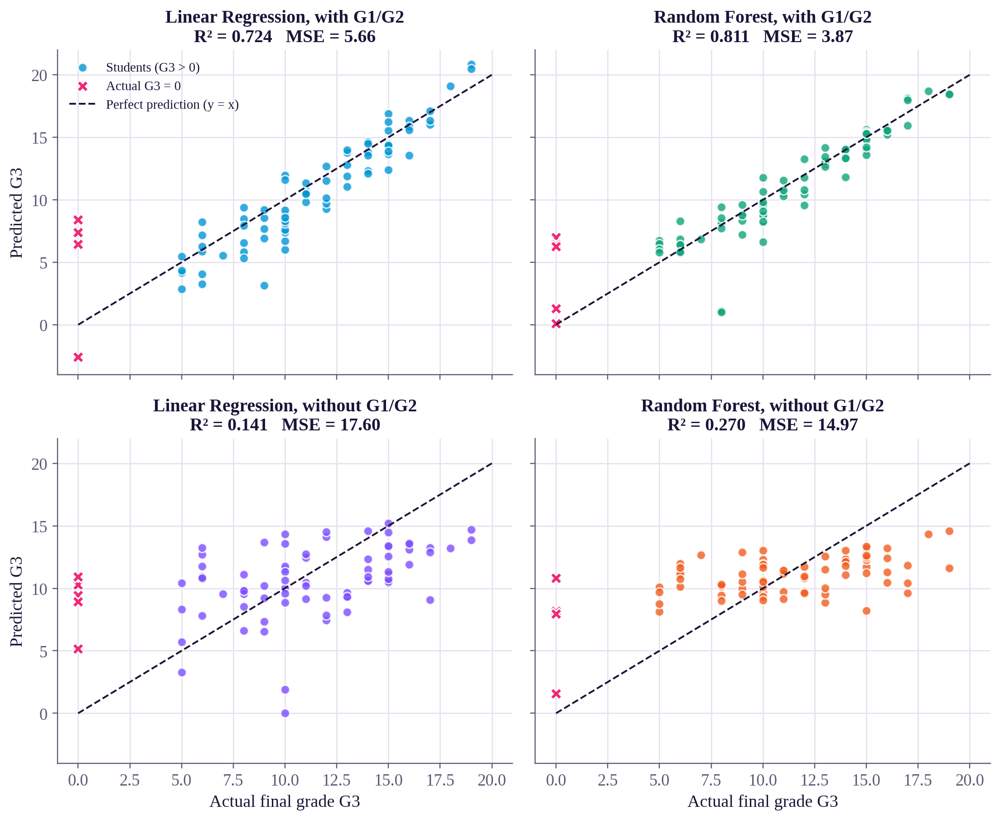 Linear Regression, with G1/G2
R² = 0.724   MSE = 5.66
Random Forest, with G1/G2
R² = 0.811   MSE = 3.87
Students (G3 > 0)
Actual G3 = 0
Perfect prediction (y = x)
Predicted G3
20
15
10
5
0
Linear Regression, without G1/G2
R² = 0.141   MSE = 17.60
Random Forest, without G1/G2
R² = 0.270   MSE = 14.97
Predicted G3
20
15
10
5
0
0.0 2.5 5.0 7.5 10.0 12.5 15.0 17.5 20.0
0.0 2.5 5.0 7.5 10.0 12.5 15.0 17.5 20.0
Actual final grade G3
Actual final grade G3